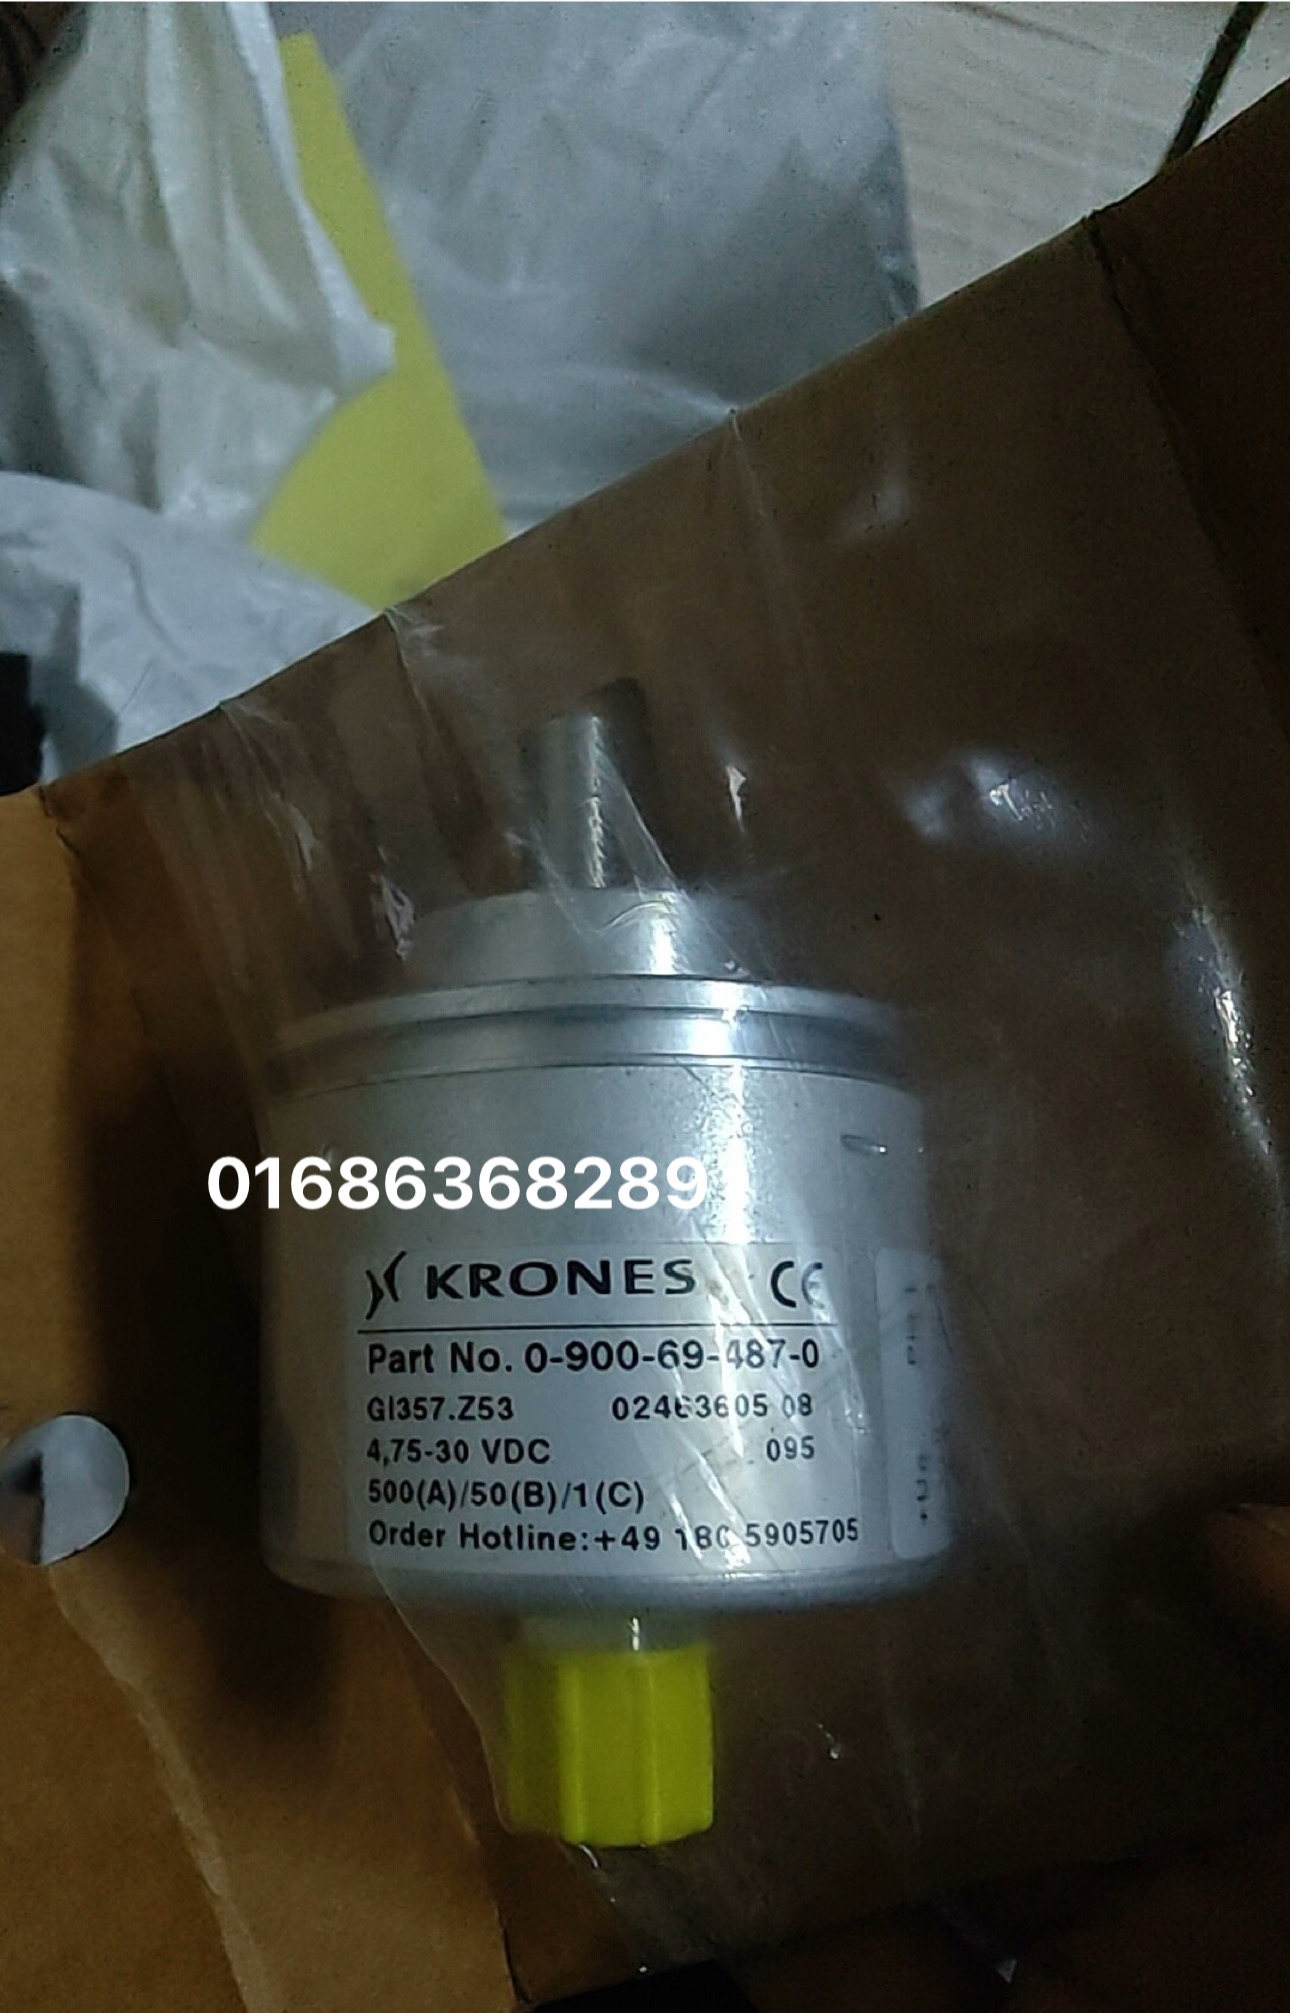 01686368289
KRONES CE
Part No. 0-900-69-487-0
GI357.Z53 02463605 08
4,75-30 VDC 095
500(A)/50(B)/1(C)
Order Hotline:+49 180 5905705